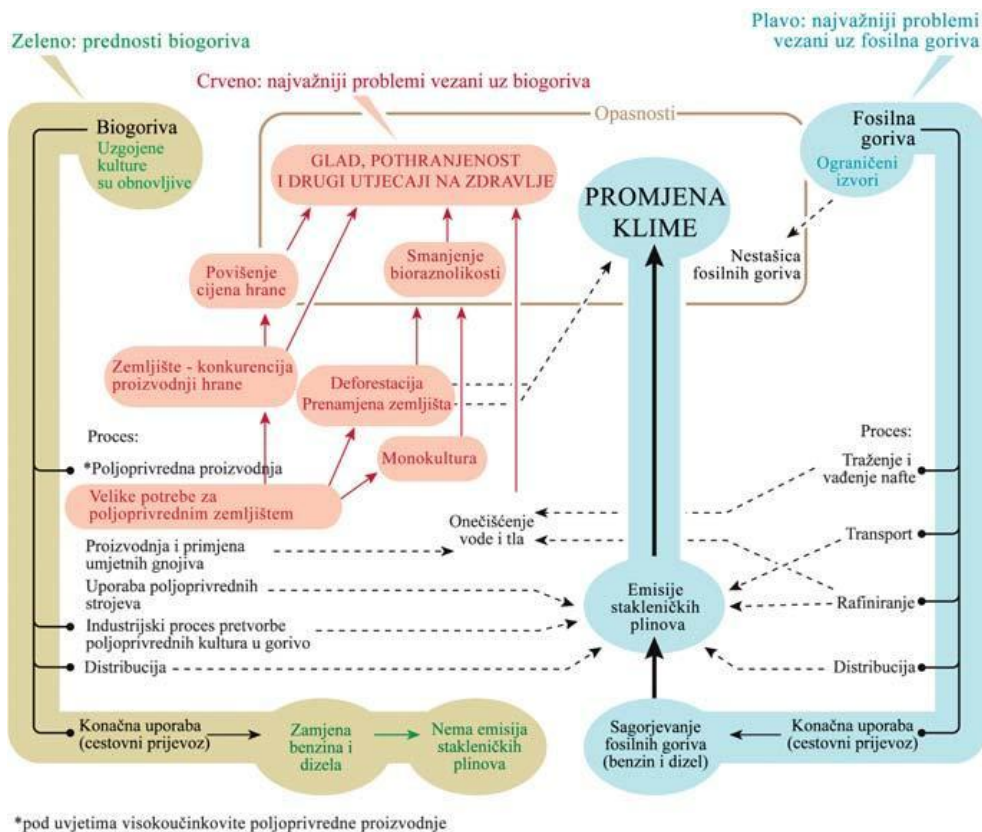 Zeleno: prednosti biogoriva
Plavo: najvažniji problemi
vezani uz fosilna goriva
Crveno: najvažniji problemi vezani uz biogoriva
Opasnosti
Biogoriva
Uzgojene
kulture
su obnovljive
GLAD, POTHRANJENOST
I DRUGI UTJECAJI NA ZDRAVLJE
PROMJENA
KLIME
Fosilna
goriva
Ograničeni
izvori
Nestašica
fosilnih goriva
Povišenje
cijena hrane
Smanjenje
bioraznolikosti
Zemljište - konkurencija
proizvodnji hrane
Deforestacija
Prenamjena zemljišta
Monokultura
Proces:
*Poljoprivredna proizvodnja
Velike potrebe za
poljoprivrednim zemljištem
Proizvodnja i primjena
umjetnih gnojiva
Uporaba poljoprivrednih
strojeva
Industrijski proces pretvorbe
poljoprivrednih kultura u gorivo
Distribucija
Konačna uporaba
(cestovni prijevoz)
Zamjena
benzina i
dizela
Nema emisija
stakleničkih
plinova
Onečišćenje
vode i tla
Emisije
stakleničkih
plinova
Sagorjevanje
fosilnih goriva
(benzin i dizel)
Proces:
Traženje i
vađenje nafte
Transport
Rafiniranje
Distribucija
Konačna uporaba
(cestovni prijevoz)
*pod uvjetima visokoučinkovite poljoprivredne proizvodnje